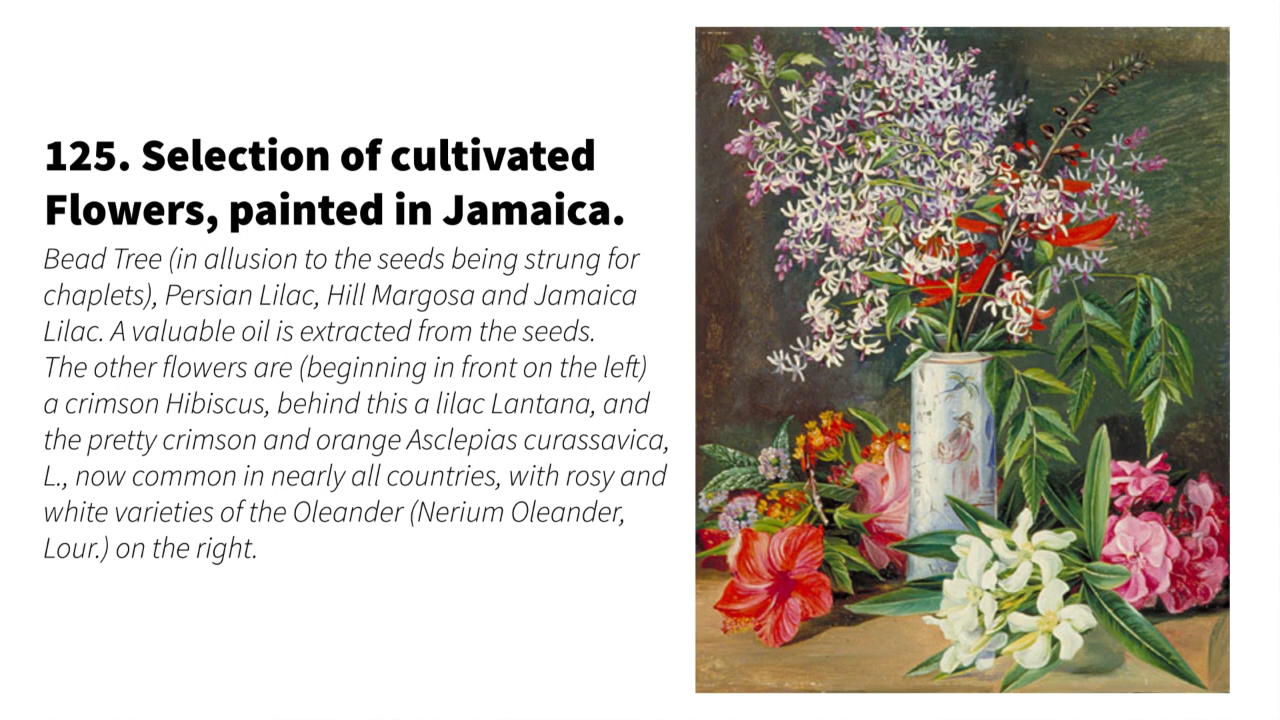 125. Selection of cultivated
Flowers, painted in Jamaica.
Bead Tree (in allusion to the seeds being strung for
chaplets), Persian Lilac, Hill Margosa and Jamaica
Lilac. A valuable oil is extracted from the seeds.
The other flowers are (beginning in front on the left)
a crimson Hibiscus, behind this a lilac Lantana, and
the pretty crimson and orange Asclepias curassavica,
L., now common in nearly all countries, with rosy and
white varieties of the Oleander (Nerium Oleander,
Lour.) on the right.